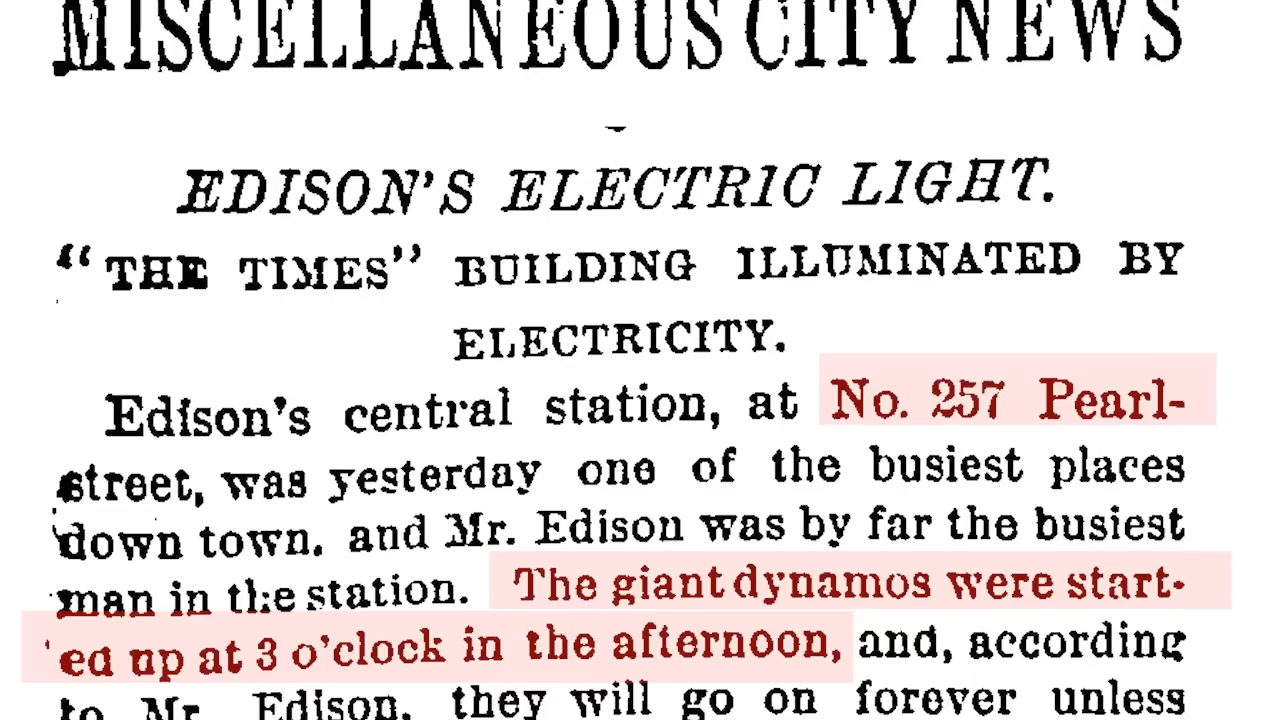 MISCELLANEOUS CITY NEWS
EDISON'S ELECTRIC LIGHT.
“THE TIMES” BUILDING ILLUMINATED BY
ELECTRICITY.
Edison's central station, at No. 257 Pearl-
street, was yesterday one of the busiest places
down town. and Mr. Edison was by far the busiest
man in the station. The giant dynamos were start-
ed up at 3 o'clock in the afternoon, and, according
to Mr. Edison, they will go on forever unless